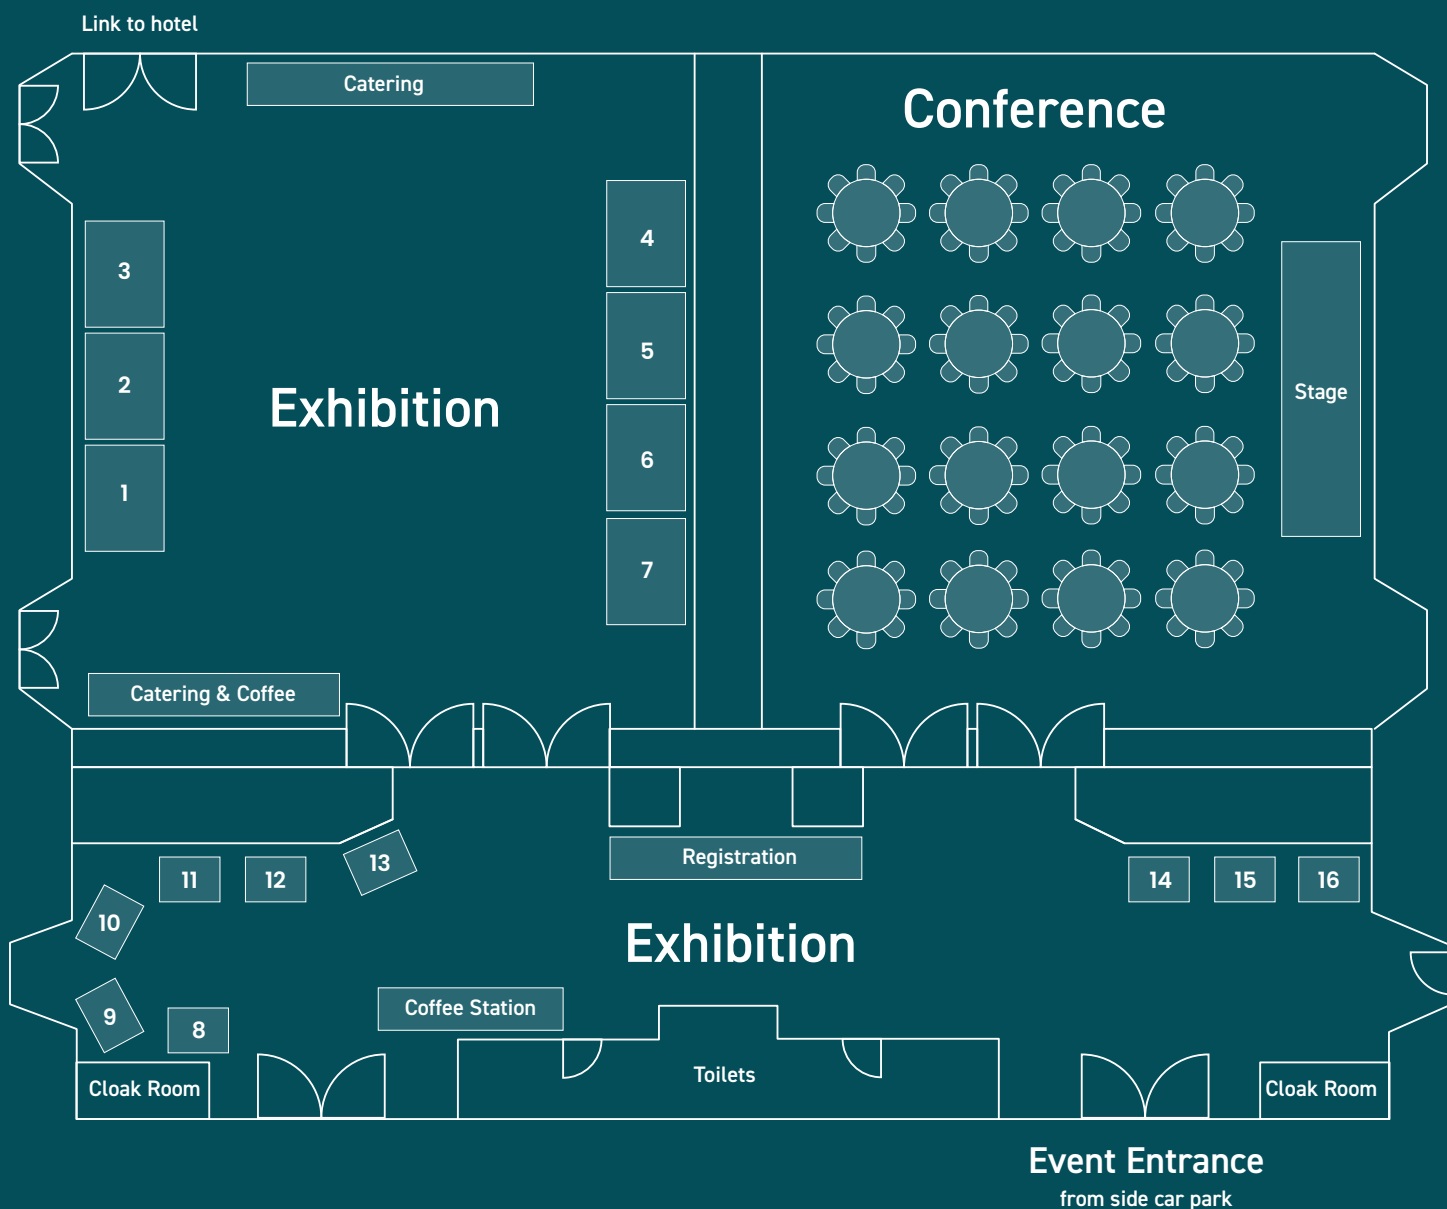 Link to hotel
Catering
Conference
4
3
5
2
Stage
Exhibition
6
1
7
Catering & Coffee
Registration
13
11
12
14
15
16
10
Exhibition
Coffee Station
9
8
Toilets
Cloak Room
Cloak Room
Event Entrance
from side car park